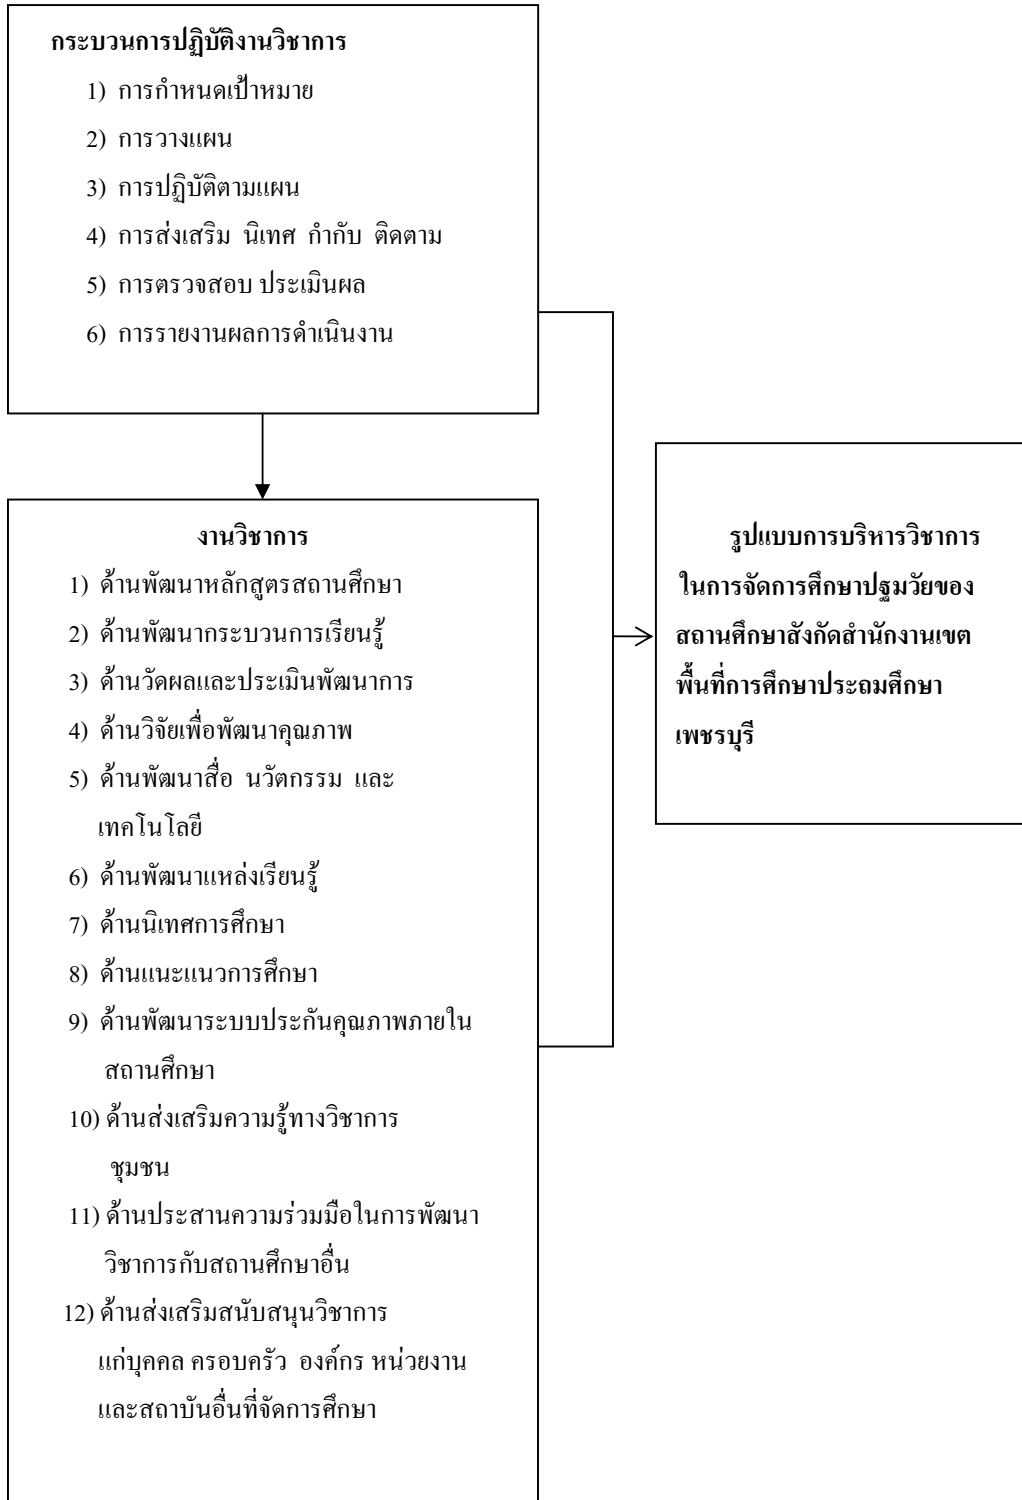 กระบวนการปฏิบัติงานวิชาการ
1) การกำหนดเป้าหมาย
2) การวางแผน
3) การปฏิบัติตามแผน
4) การส่งเสริม นิเทศ กำกับ ติดตาม
5) การตรวจสอบ ประเมินผล
6) การรายงานผลการดำเนินงาน
งานวิชาการ
1) ด้านพัฒนาหลักสูตรสถานศึกษา
2) ด้านพัฒนากระบวนการเรียนรู้
3) ด้านวัดผลและประเมินพัฒนาการ
4) ด้านวิจัยเพื่อพัฒนาคุณภาพ
5) ด้านพัฒนาสื่อ นวัตกรรม และ
เทคโนโลยี
6) ด้านพัฒนาแหล่งเรียนรู้
7) ด้านนิเทศการศึกษา
8) ด้านแนะแนวการศึกษา
9) ด้านพัฒนาระบบประกันคุณภาพภายใน
สถานศึกษา
10) ด้านส่งเสริมความรู้ทางวิชาการ
ชุมชน
11) ด้านประสานความร่วมมือในการพัฒนา
วิชาการกับสถานศึกษาอื่น
12) ด้านส่งเสริมสนับสนุนวิชาการ
แก่บุคคล ครอบครัว องค์กร หน่วยงาน
และสถาบันอื่นที่จัดการศึกษา
รูปแบบการบริหารวิชาการ
ในการจัดการศึกษาปฐมวัยของ
สถานศึกษาสังกัดสำนักงานเขต
พื้นที่การศึกษาประถมศึกษา
เพชรบุรี